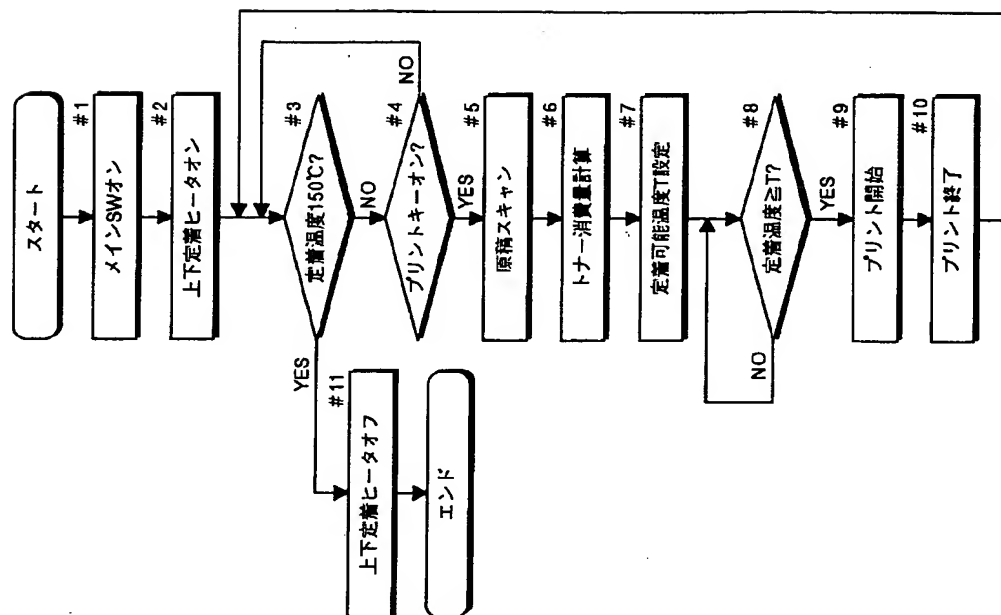 スタート
#1
メインSWオン
#2
上下定着ヒータオン
#3
定着温度150℃?
YES
NO
#4
プリントキーオン?
NO
YES
#5
原稿スキャン
#6
トナー消費量計算
#7
定着可能温度T設定
#8
定着温度≧T?
NO
YES
#9
プリント開始
#10
プリント終了
#11
上下定着ヒータオフ
エンド